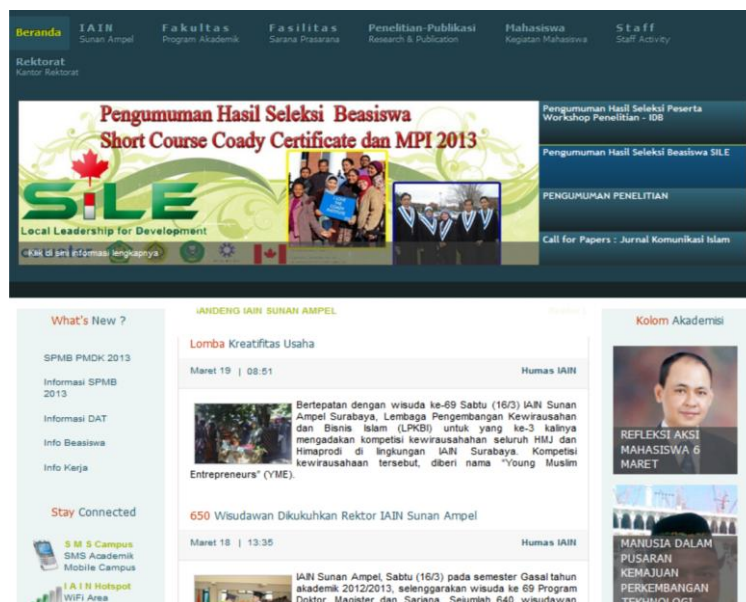 Beranda
IAIN
Sunan Ampel
Fakultas
Program Akademik
Fasilitas
Sarana Prasarana
Penelitian-Publikasi
Research & Publication
Mahasiswa
Kegiatan Mahasiswa
Staff
Staff Activity
Rektorat
Kantor Rektorat
Pengumuman Hasil Seleksi Beasiswa
Short Course Coady Certificate dan MPI 2013
SiLE
Local Leadership for Development
Klik di sini informasi lengkapnya
Pengumuman Hasil Seleksi Peserta
Workshop Penelitian - IDB
Pengumuman Hasil Seleksi Beasiswa SILE
PENGUMUMAN PENELITIAN
Call for Papers : Jurnal Komunikasi Islam
What's New ?
SPMB PMDK 2013
Informasi SPMB
2013
Informasi DAT
Info Beasiswa
Info Kerja
Stay Connected
SMS Campus
SMS Academik
Mobile Campus
IAIN Hotspot
WiFi Area
IANDENG IAIN SUNAN AMPEL
Lomba Kreatifitas Usaha
Maret 19 | 08:51
Humas IAIN
Bertepatan dengan wisuda ke-69 Sabtu (16/3) IAIN Sunan
Ampel Surabaya, Lembaga Pengembangan Kewirausahan
dan Bisnis Islam (LPKBI) untuk yang ke-3 kalinya
mengadakan kompetisi kewirausahahan seluruh HMJ dan
Himaprodi di lingkungan IAIN Surabaya. Kompetisi
kewirausahaan tersebut, diberi nama "Young Muslim
Entrepreneurs" (YME).
650 Wisudawan Dikukuhkan Rektor IAIN Sunan Ampel
Maret 18 | 13:35
Humas IAIN
IAIN Sunan Ampel, Sabtu (16/3) pada semester Gasal tahun
akademik 2012/2013, selenggarakan wisuda ke 69 Program
Doktor, Magister dan Sarjana. Sejumlah 640 wisudawan
Kolom Akademisi
REFLEKSI AKSI
MAHASISWA 6
MARET
MANUSIA DALAM
PUSARAN
KEMAJUAN
PERKEMBANGAN
TEKHNOLOGI